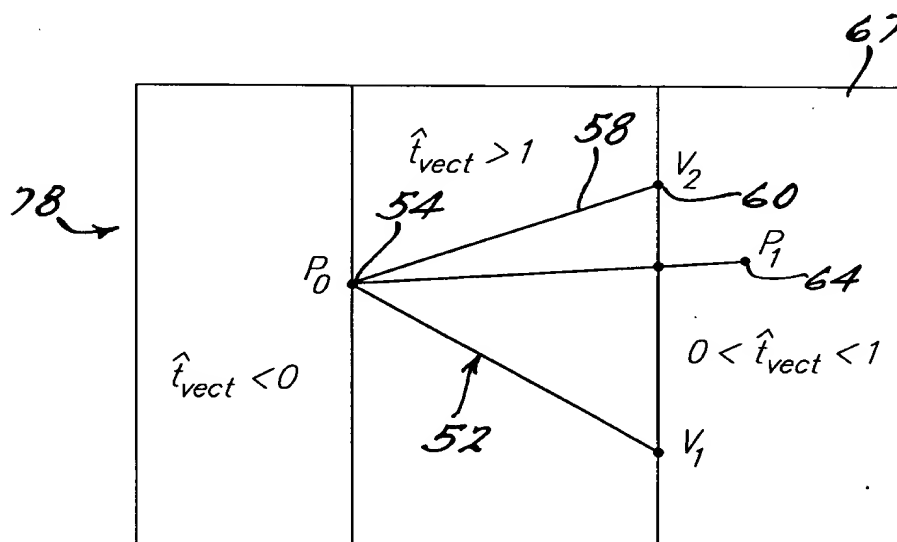 67
t̂vect > 1
58
78
54
V2
60
P0
P1
64
t̂vect < 0
0 < t̂vect < 1
52
V1